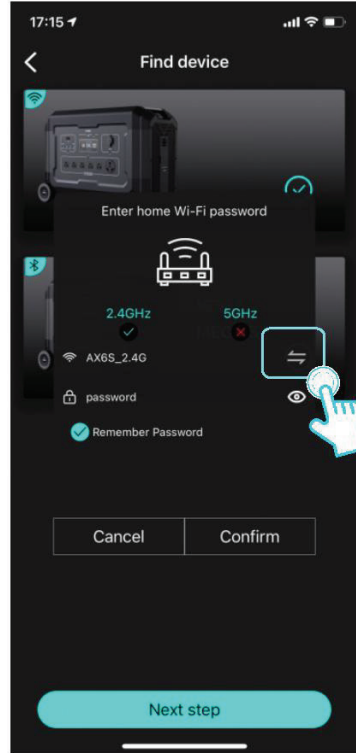 17:15
Find device
Enter home Wi-Fi password
2.4GHz 5GHz
AX6S_2.4G
password
Remember Password
Cancel Confirm
Next step